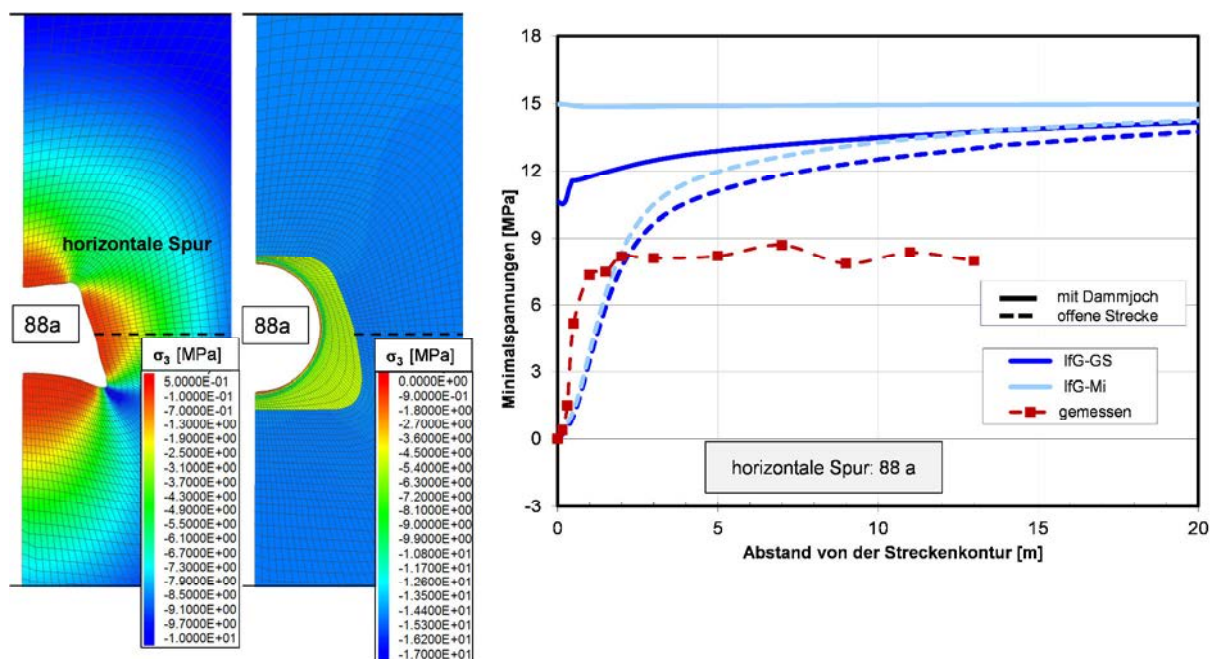 horizontale Spur
88a
σ₃ [MPa]
5.0000E-01
-1.0000E-01
-7.0000E-01
-1.3000E+00
-1.9000E+00
-2.5000E+00
-3.1000E+00
-3.7000E+00
-4.3000E+00
-4.9000E+00
-5.5000E+00
-6.1000E+00
-6.7000E+00
-7.3000E+00
-7.9000E+00
-8.5000E+00
-9.1000E+00
-9.7000E+00
-1.0000E+01
88a
σ₃ [MPa]
0.0000E+00
-9.0000E-01
-1.8000E+00
-2.7000E+00
-3.6000E+00
-4.5000E+00
-5.4000E+00
-6.3000E+00
-7.2000E+00
-8.1000E+00
-9.0000E+00
-9.9000E+00
-1.0800E+01
-1.1700E+01
-1.2600E+01
-1.3500E+01
-1.4400E+01
-1.5300E+01
-1.6200E+01
-1.7000E+01
Minimalspannungen [MPa]
18
15
12
9
6
3
0
-3
mit Dammjoch
offene Strecke
IfG-GS
IfG-Mi
gemessen
horizontale Spur: 88 a
0
5
10
15
20
Abstand von der Streckenkontur [m]